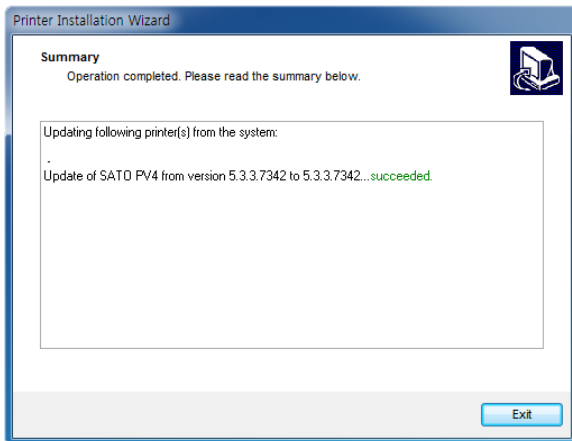 Printer Installation Wizard
Summary
Operation completed. Please read the summary below.
Updating following printer(s) from the system:
.
Update of SATO PV4 from version 5.3.3.7342 to 5.3.3.7342...succeeded.
Exit